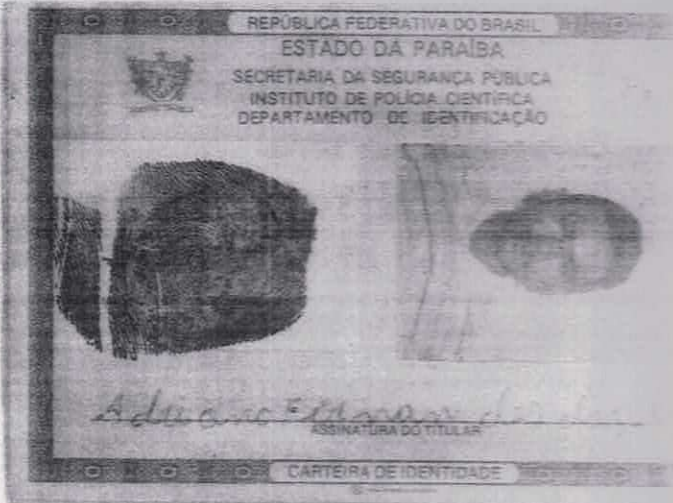 REPÚBLICA FEDERATIVA DO BRASIL
ESTADO DA PARAÍBA
SECRETARIA DA SEGURANÇA PÚBLICA
INSTITUTO DE POLÍCIA CIENTÍFICA
DEPARTAMENTO DE IDENTIFICAÇÃO
Adriano
ASSINATURA DO TITULAR
CARTEIRA DE IDENTIDADE